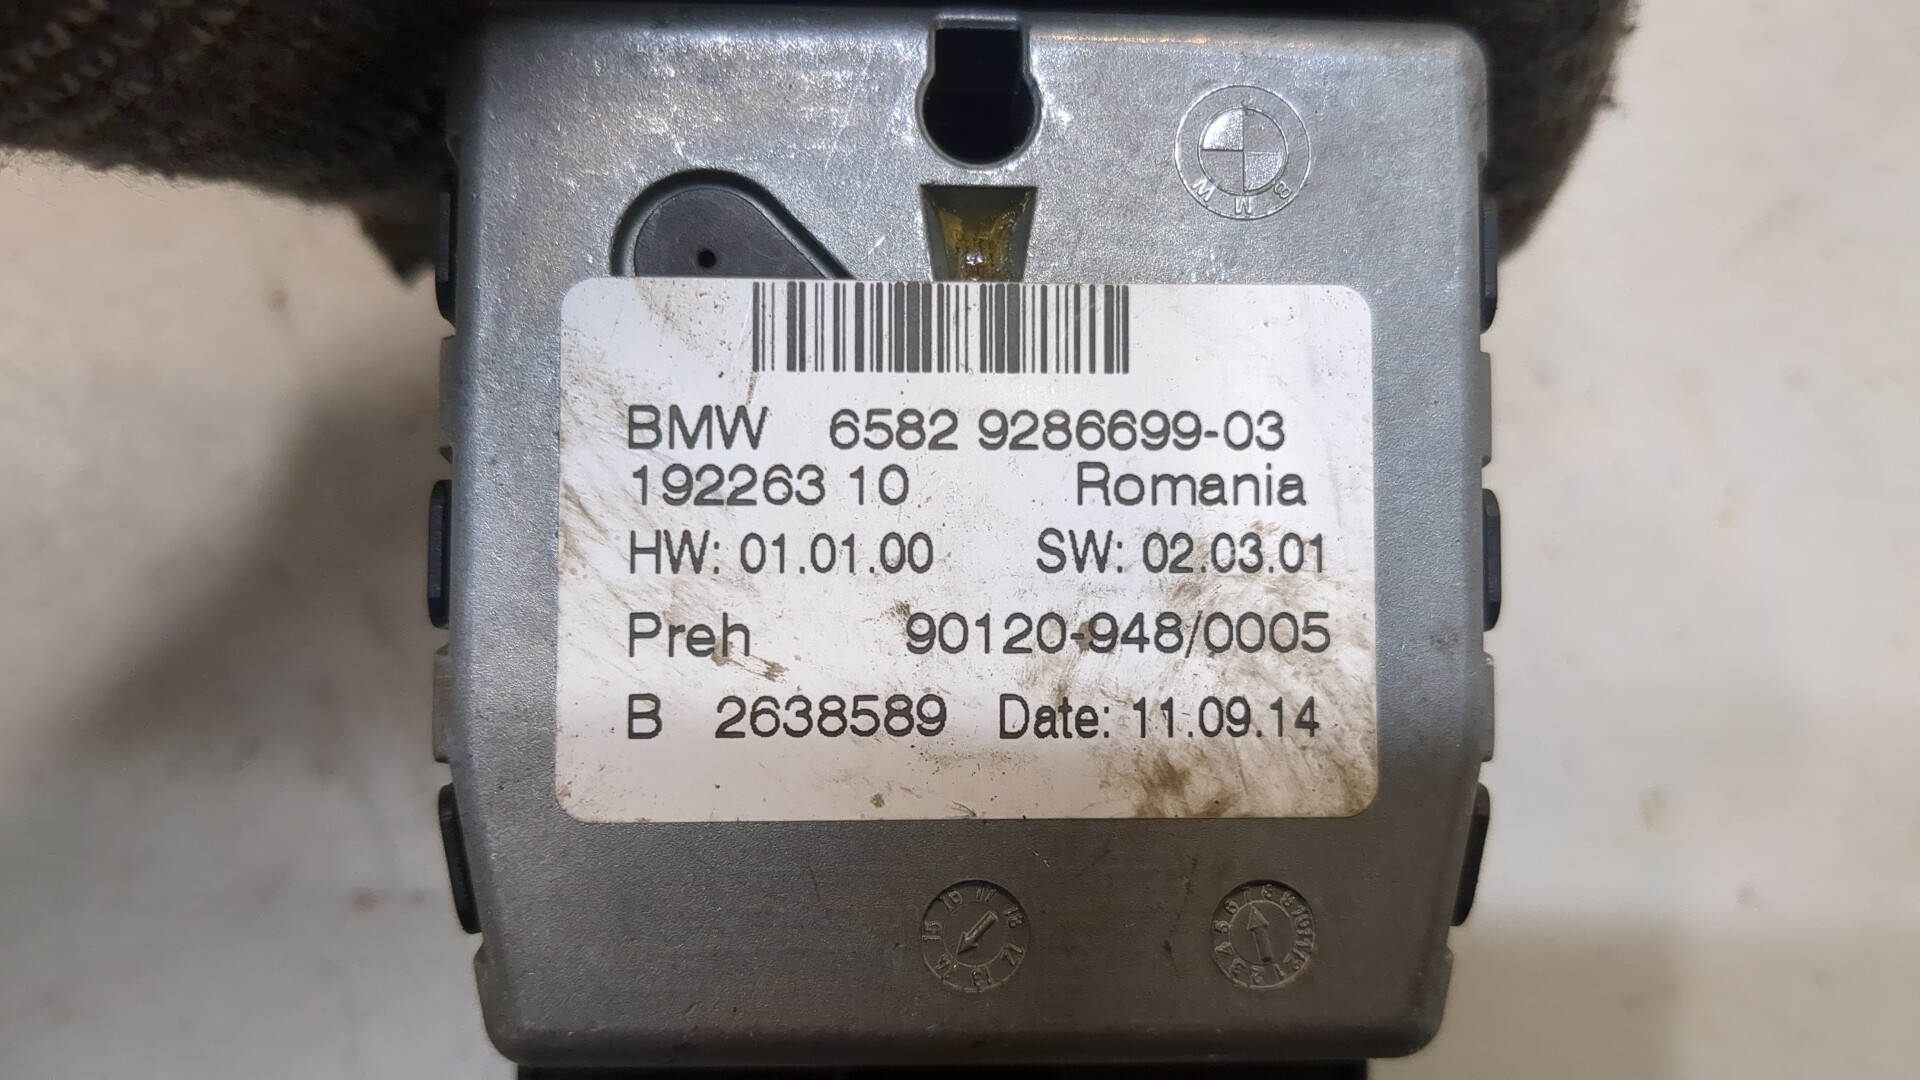 BMW
BMW 6582 9286699-03
192263 10 Romania
HW: 01.01.00 SW: 02.03.01
Preh 90120-948/0005
B 2638589 Date: 11.09.14